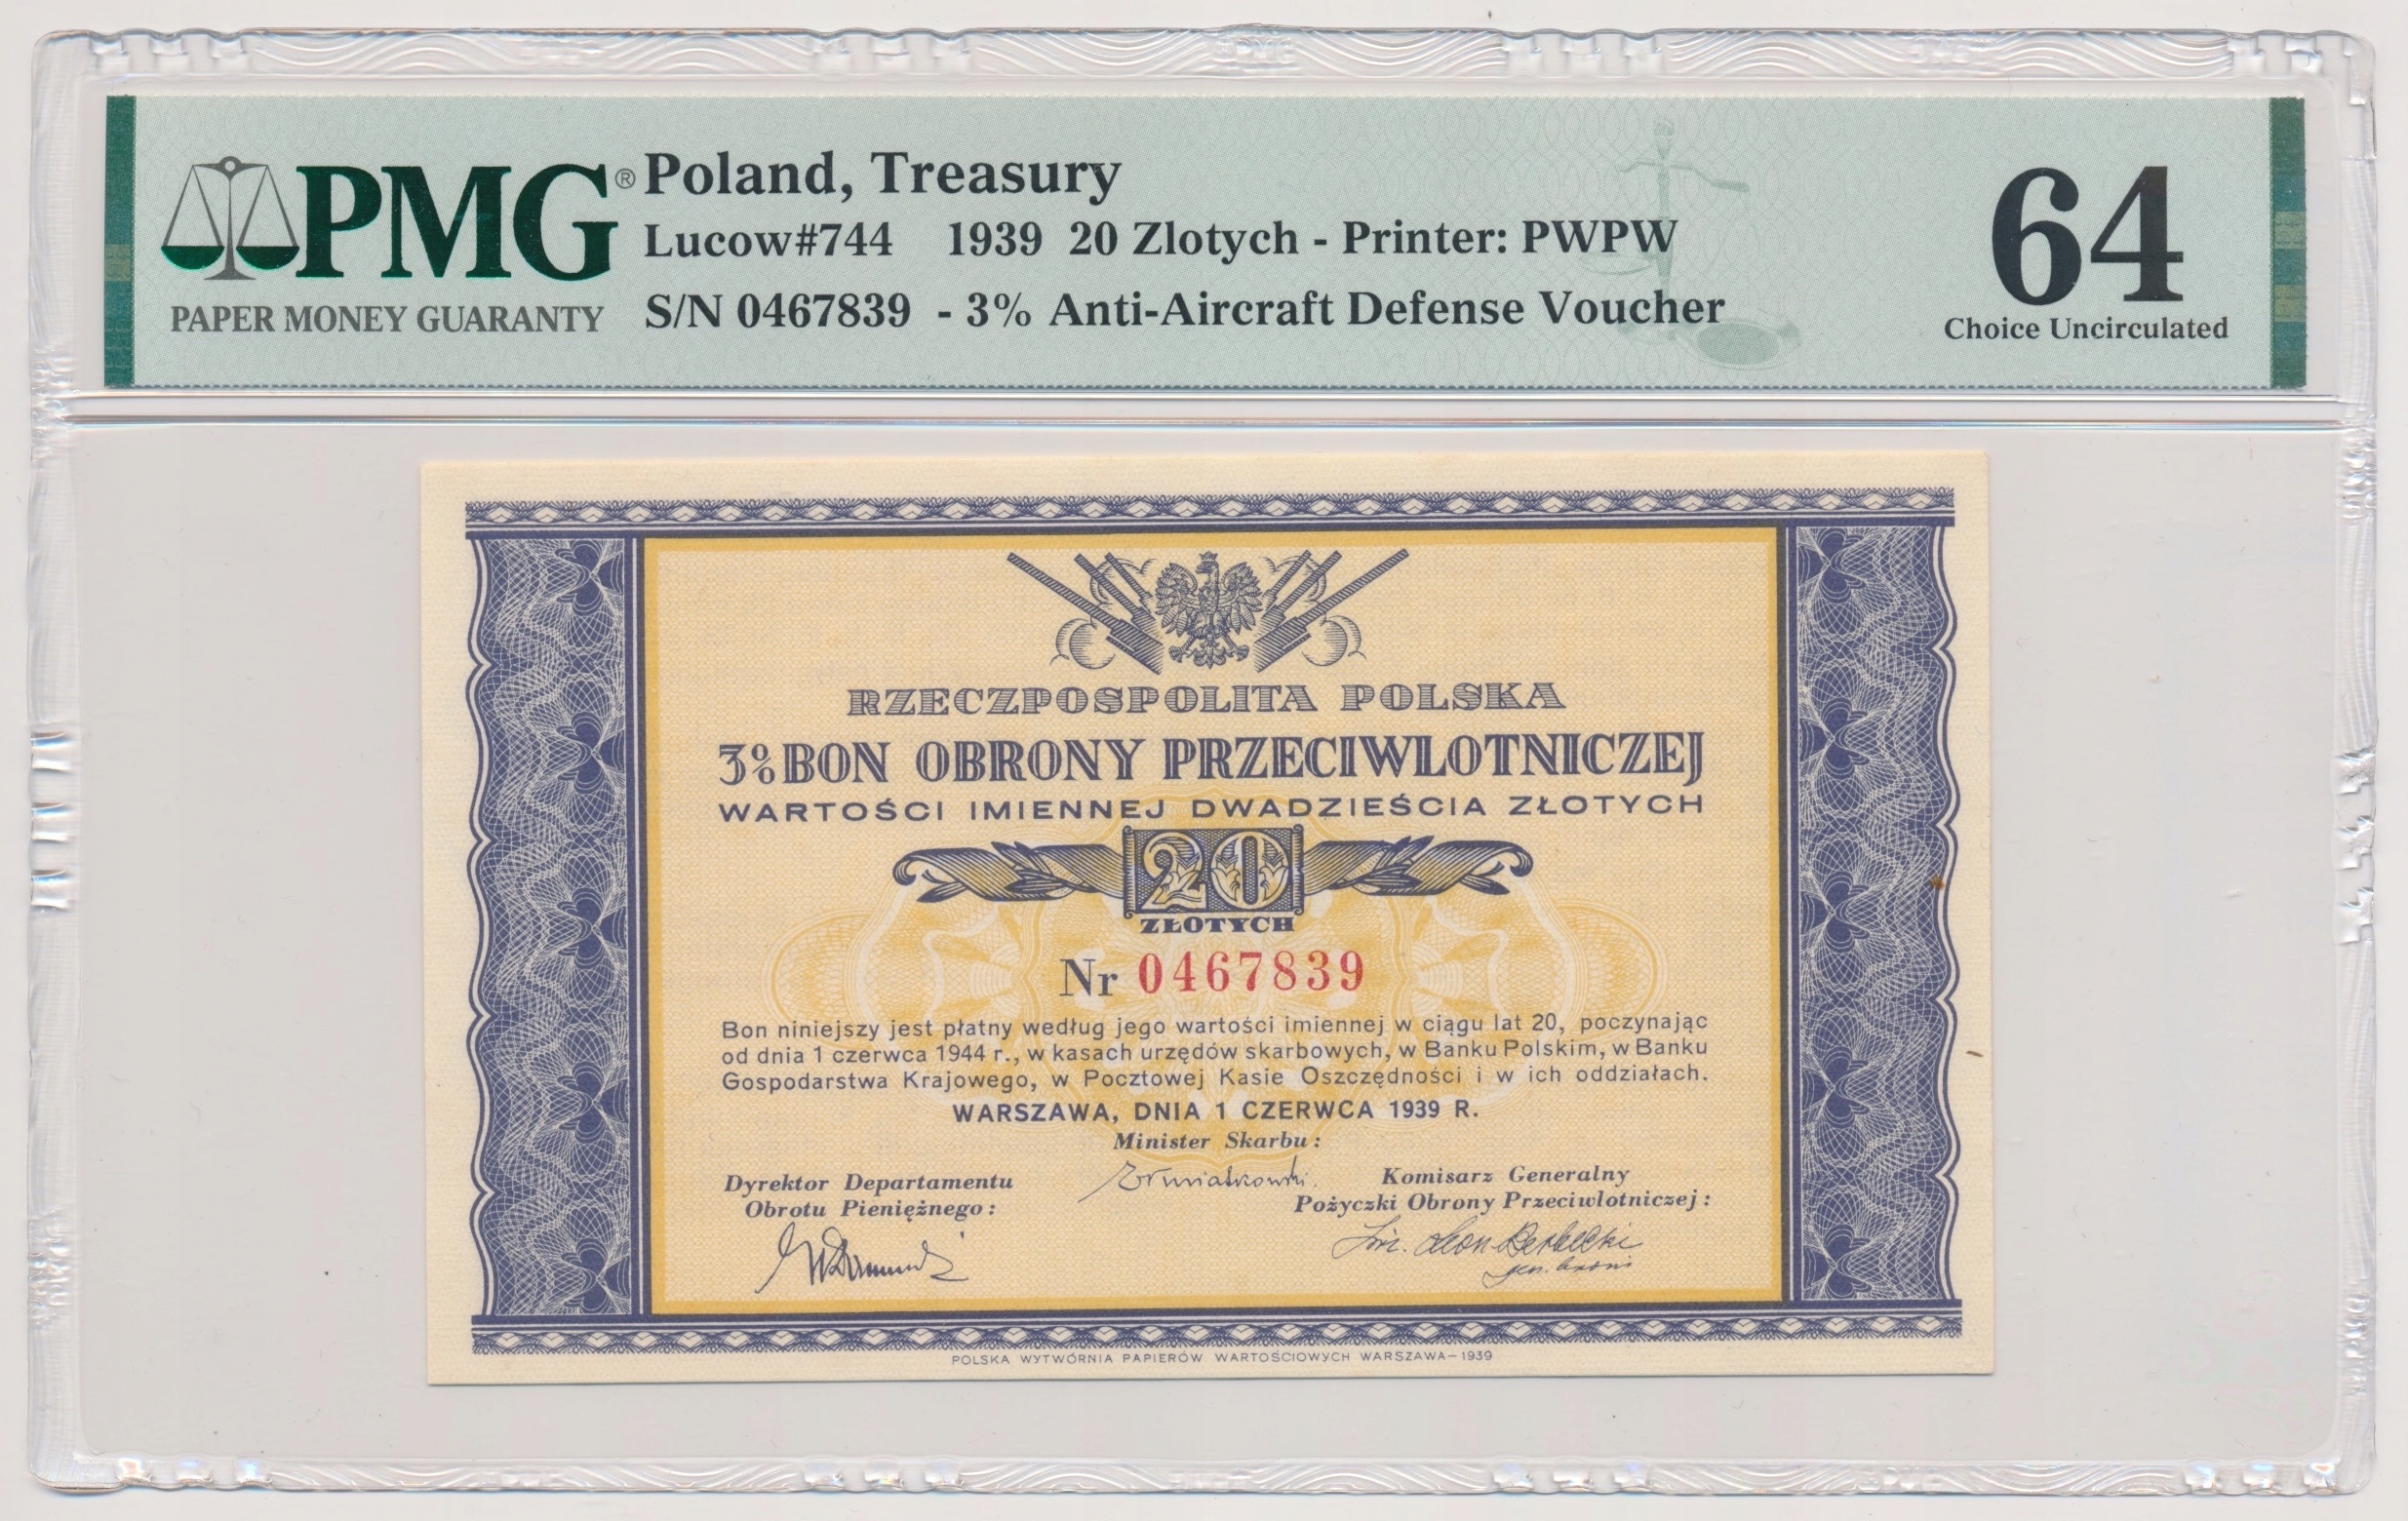 PMG
Poland, Treasury
Lucow#744 1939 20 Zlotych - Printer: PWPW
S/N 0467839 - 3% Anti-Aircraft Defense Voucher
PAPER MONEY GUARANTY
64
Choice Uncirculated
RZECZPOSPOLITA POLSKA
3% BON OBRONY PRZECIWLOTNICZEJ
WARTOŚCI IMIENNEJ DWADZIEŚCIA ZŁOTYCH
20
ZŁOTYCH
Nr 0467839
Bon niniejszy jest płatny według jego wartości imiennej w ciągu lat 20, poczynając
od dnia 1 czerwca 1944 r., w kasach urzędów skarbowych, w Banku Polskim, w Banku
Gospodarstwa Krajowego, w Pocztowej Kasie Oszczędności i w ich oddziałach.
WARSZAWA, DNIA 1 CZERWCA 1939 R.
Minister Skarbu:
Dyrektor Departamentu
Obrotu Pieniężnego:
Komisarz Generalny
Pożyczki Obrony Przeciwlotniczej:
Leon Berbecki
gen. broni
POLSKA WYTWÓRNIA PAPIERÓW WARTOŚCIOWYCH WARSZAWA—1939